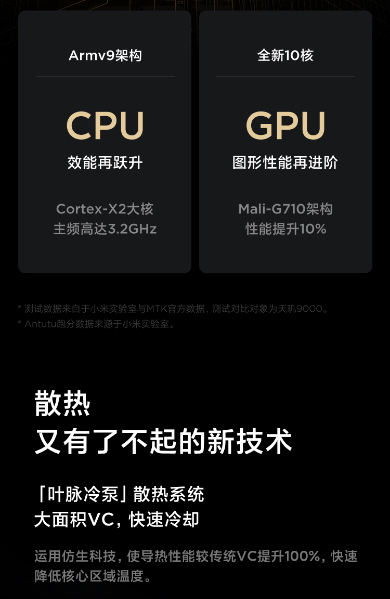 Armv9架构
CPU
效能再跃升
Cortex-X2大核
主频高达3.2GHz
全新10核
GPU
图形性能再进阶
Mali-G710架构
性能提升10%
* 测试数据来自于小米实验室与MTK官方数据，测试对比对象为天玑9000。
* Antutu跑分数据来源于小米实验室。
散热
又有了不起的新技术
「叶脉冷泵」散热系统
大面积VC，快速冷却
运用仿生科技，使导热性能较传统VC提升100%，快速
降低核心区域温度。